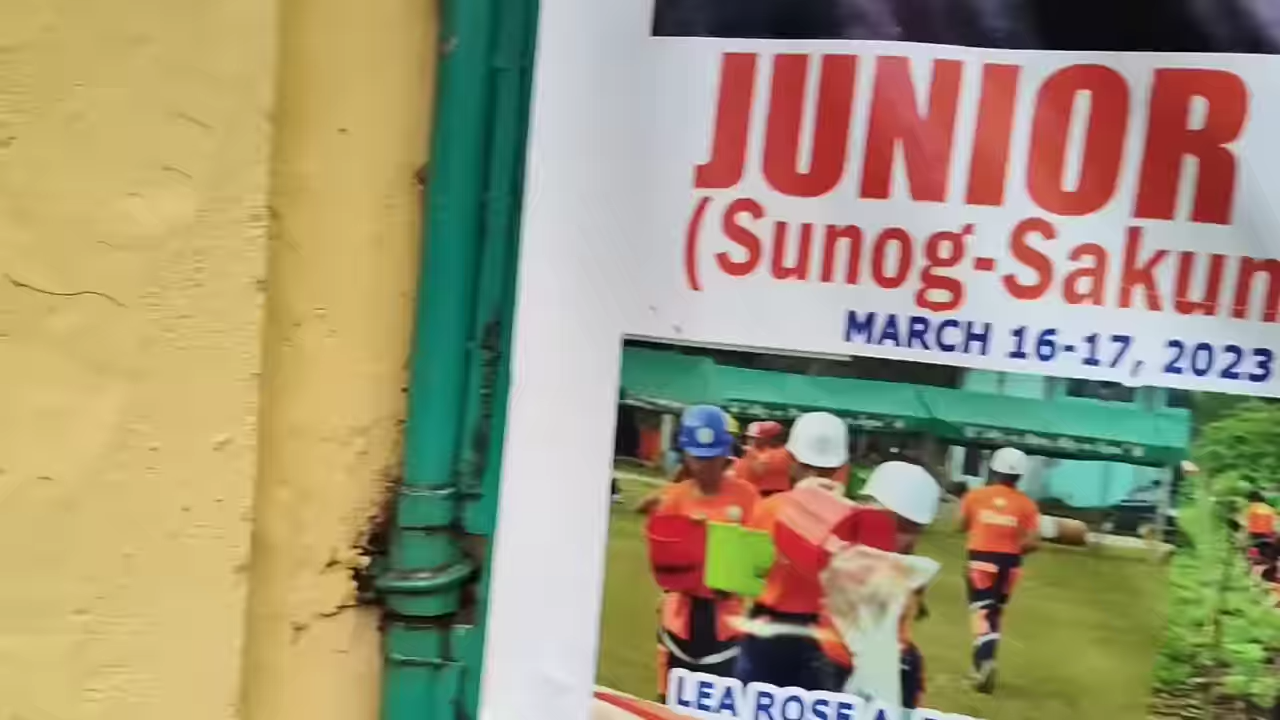 JUNIOR
(Sunog-Sakun
MARCH 16-17, 2023
LEA ROSE A.